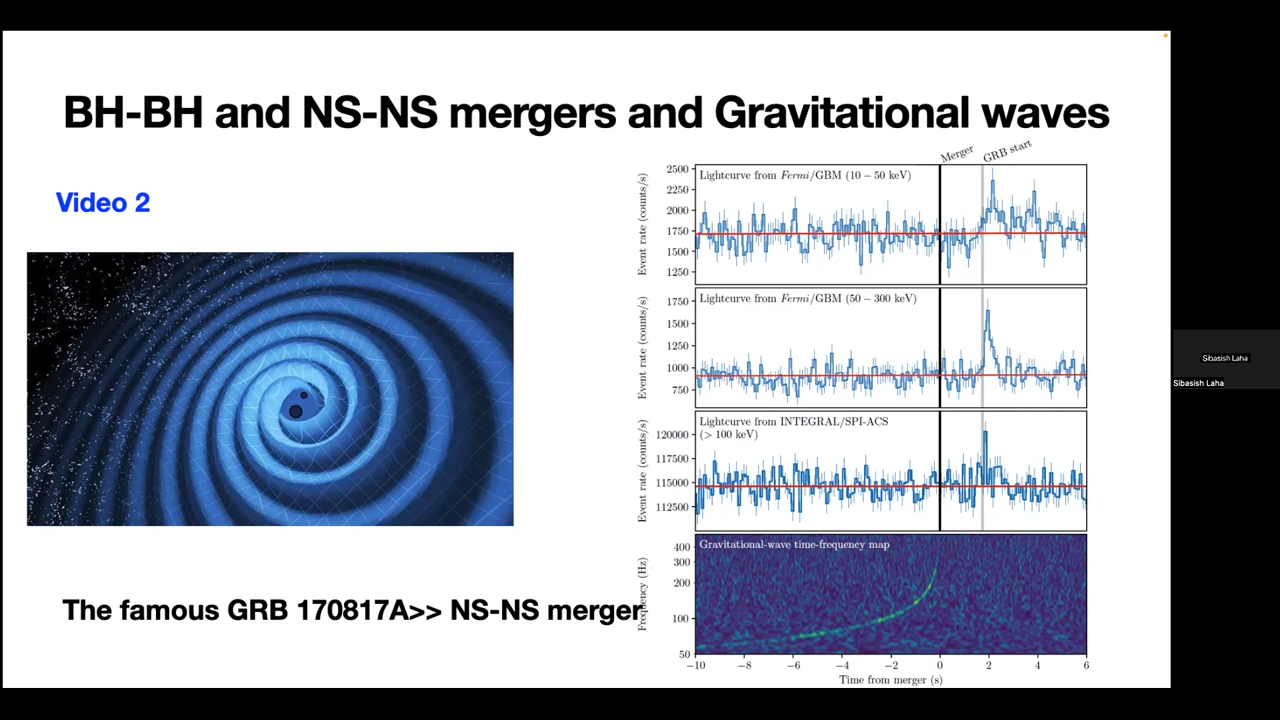 BH-BH and NS-NS mergers and Gravitational waves
Video 2
The famous GRB 170817A>> NS-NS merger
Merger
GRB start
Lightcurve from Fermi/GBM (10 − 50 keV)
Event rate (counts/s)
2500
2250
2000
1750
1500
1250
Lightcurve from Fermi/GBM (50 − 300 keV)
Event rate (counts/s)
1750
1500
1250
1000
750
Lightcurve from INTEGRAL/SPI-ACS
(> 100 keV)
Event rate (counts/s)
120000
117500
115000
112500
Gravitational-wave time-frequency map
Frequency (Hz)
400
300
200
100
50
−10 −8 −6 −4 −2 0 2 4 6
Time from merger (s)
Sibasish Laha
Sibasish Laha